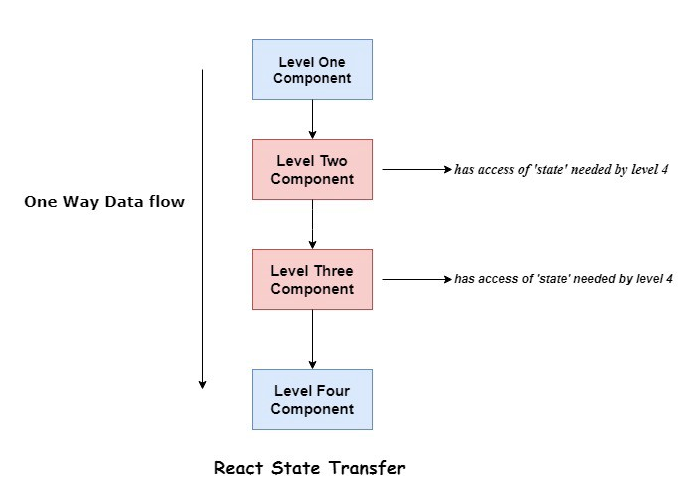 Level One
Component
Level Two
Component
has access of 'state' needed by level 4
One Way Data flow
Level Three
Component
has access of 'state' needed by level 4
Level Four
Component
React State Transfer